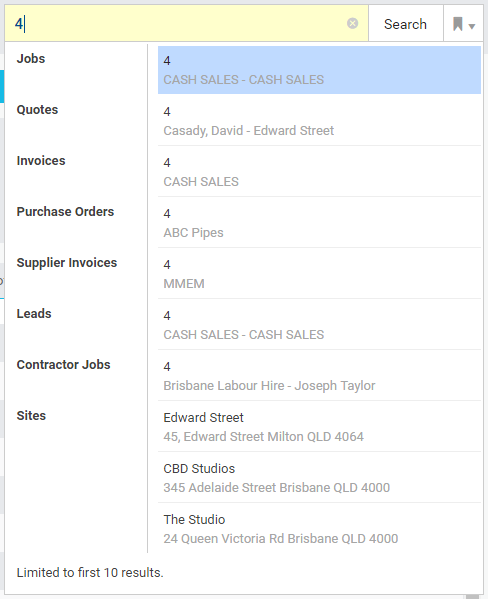 4
Search
Jobs
4
CASH SALES - CASH SALES
Quotes
4
Casady, David - Edward Street
Invoices
4
CASH SALES
Purchase Orders
4
ABC Pipes
Supplier Invoices
4
MMEM
Leads
4
CASH SALES - CASH SALES
Contractor Jobs
4
Brisbane Labour Hire - Joseph Taylor
Sites
Edward Street
45, Edward Street Milton QLD 4064
CBD Studios
345 Adelaide Street Brisbane QLD 4000
The Studio
24 Queen Victoria Rd Brisbane QLD 4000
Limited to first 10 results.